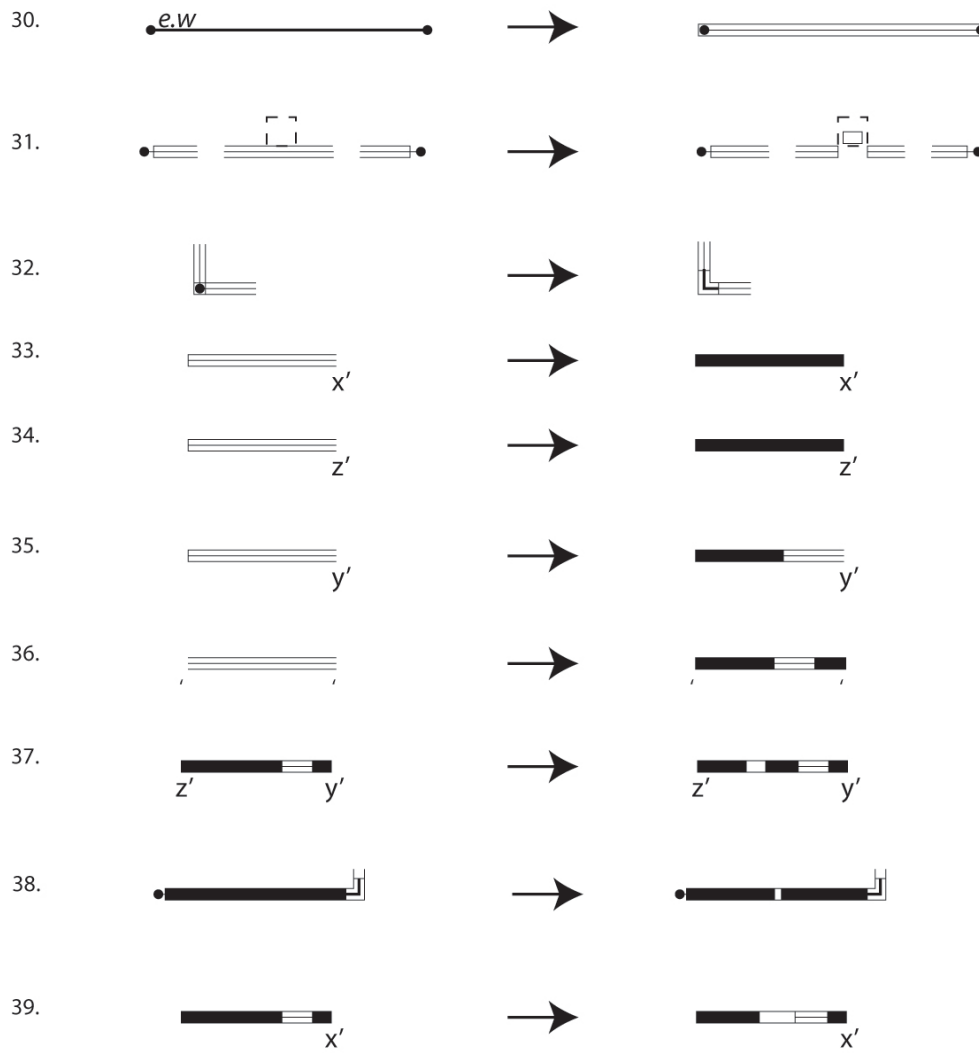 30. e.w
31.
32.
33. x′ x′
34. z′ z′
35. y′ y′
36. ′ ′ ′ ′
37. z′ y′ z′ y′
38.
39. x′ x′